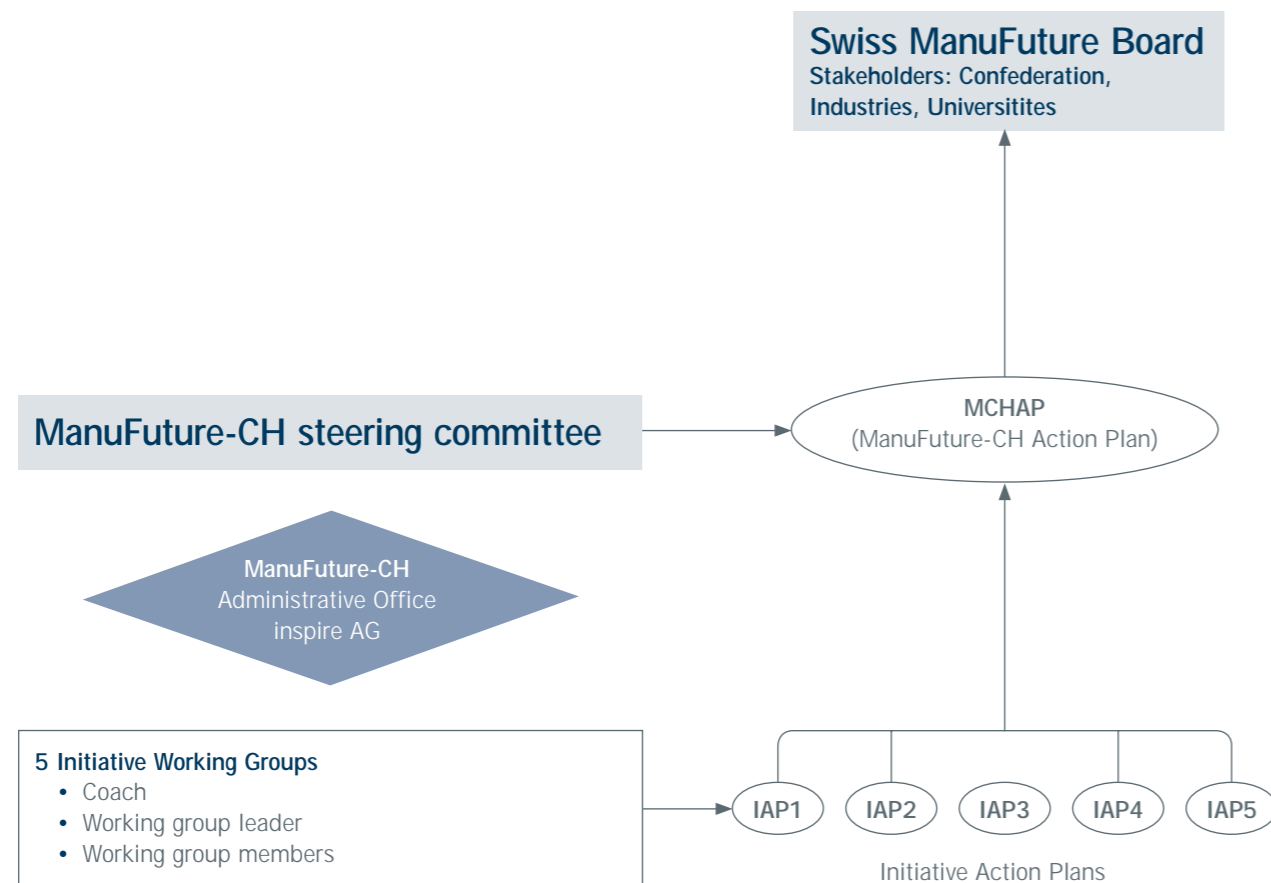 Swiss ManuFuture Board
Stakeholders: Confederation,
Industries, Universitites
ManuFuture-CH steering committee
MCHAP
(ManuFuture-CH Action Plan)
ManuFuture-CH
Administrative Office
inspire AG
5 Initiative Working Groups
• Coach
• Working group leader
• Working group members
IAP1 IAP2 IAP3 IAP4 IAP5
Initiative Action Plans